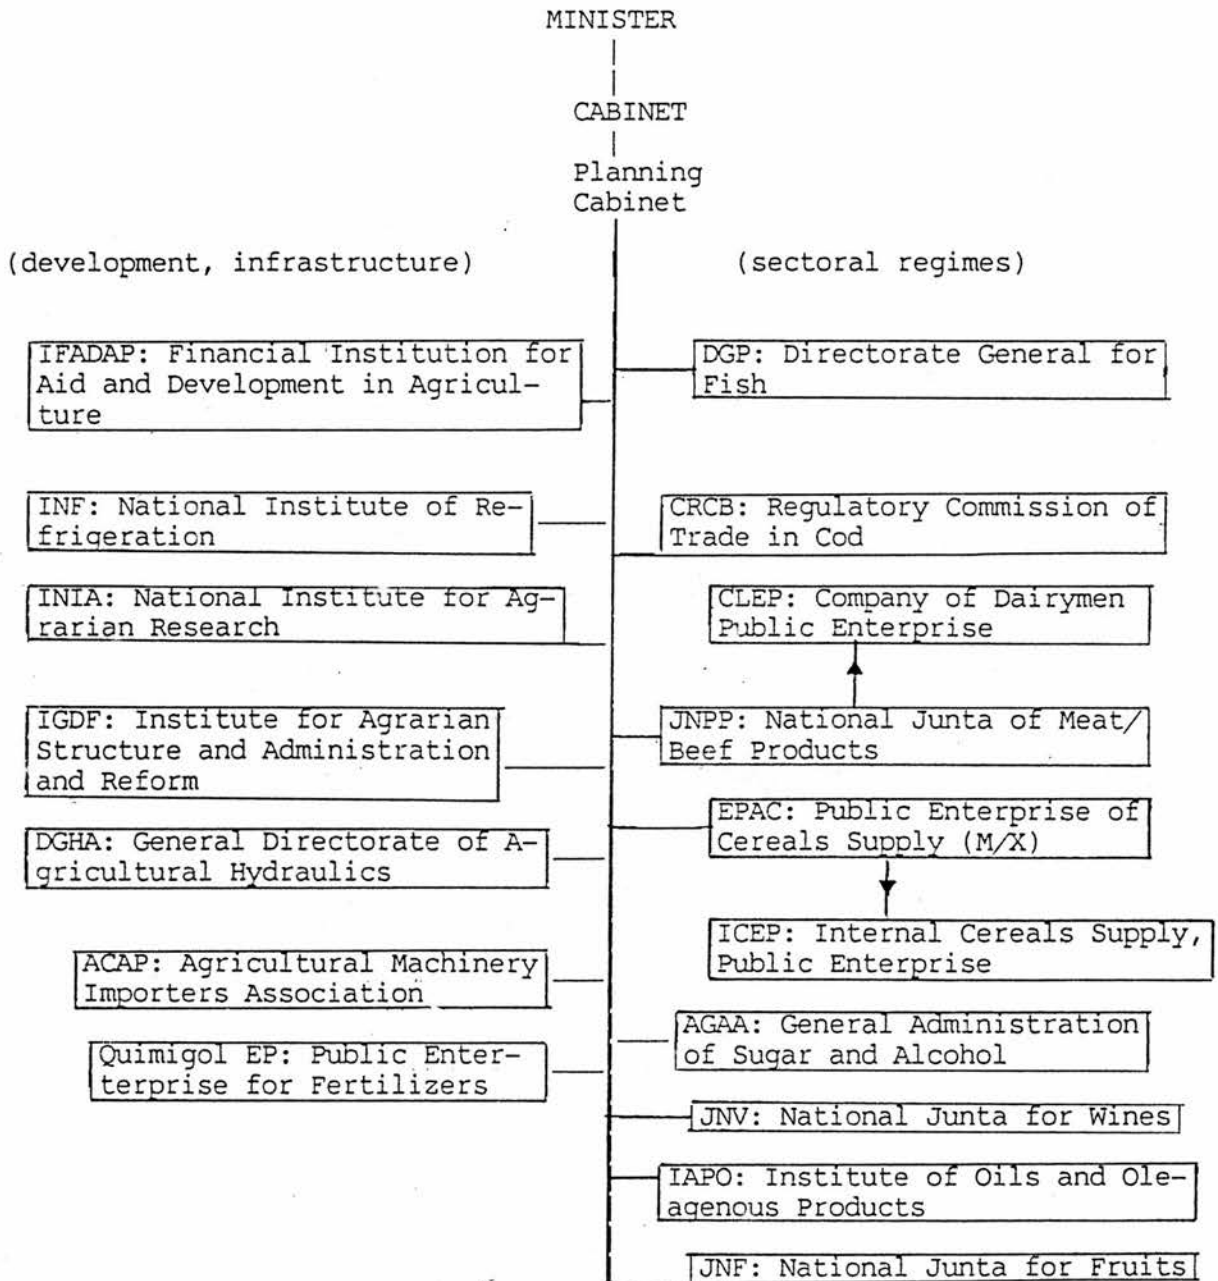 MINISTER
CABINET
Planning
Cabinet
(development, infrastructure)
(sectoral regimes)
IFADAP: Financial Institution for
Aid and Development in Agricul-
ture
DGP: Directorate General for
Fish
INF: National Institute of Re-
frigeration
CRCB: Regulatory Commission of
Trade in Cod
INIA: National Institute for Ag-
rarian Research
CLEP: Company of Dairymen
Public Enterprise
IGDF: Institute for Agrarian
Structure and Administration
and Reform
JNPP: National Junta of Meat/
Beef Products
EPAC: Public Enterprise of
Cereals Supply (M/X)
DGHA: General Directorate of A-
gricultural Hydraulics
ICEP: Internal Cereals Supply,
Public Enterprise
ACAP: Agricultural Machinery
Importers Association
AGAA: General Administration
of Sugar and Alcohol
Quimigol EP: Public Enter-
terprise for Fertilizers
JNV: National Junta for Wines
IAPO: Institute of Oils and Ole-
agenous Products
JNF: National Junta for Fruits